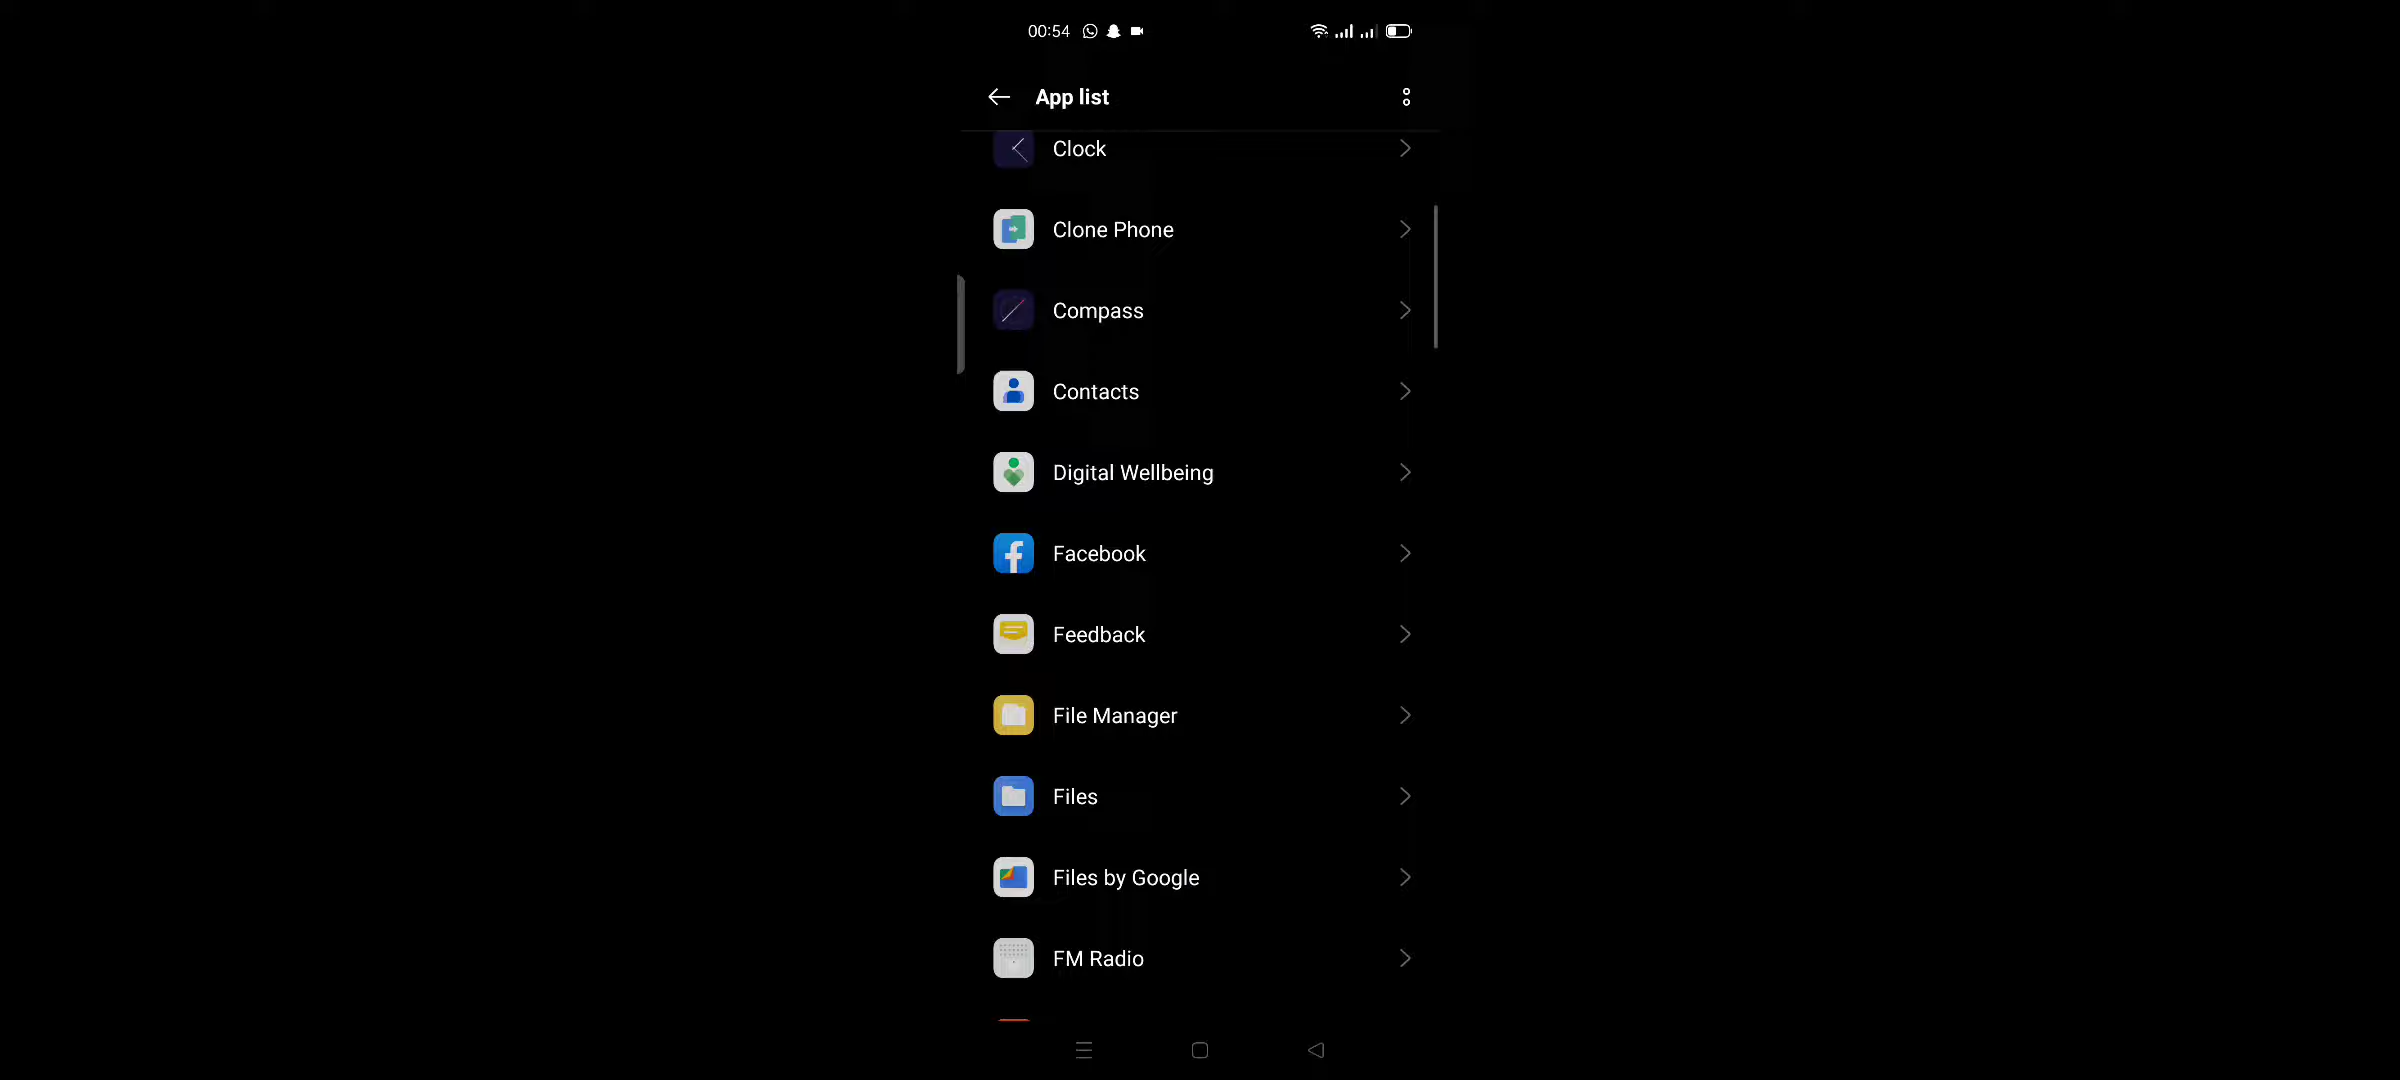 00:54
App list
Clock
Clone Phone
Compass
Contacts
Digital Wellbeing
Facebook
Feedback
File Manager
Files
Files by Google
FM Radio